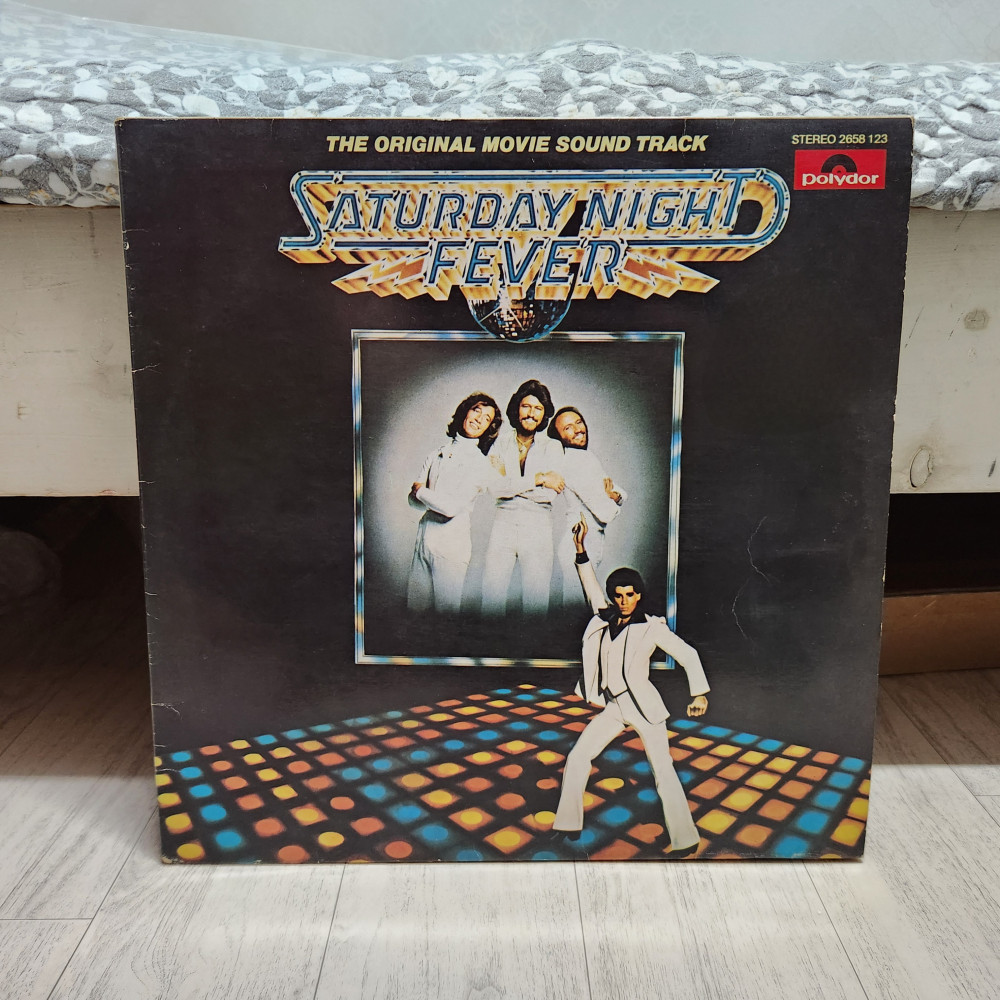 THE ORIGINAL MOVIE SOUND TRACK
STEREO 2658 123
polydor
SATURDAY NIGHT
FEVER